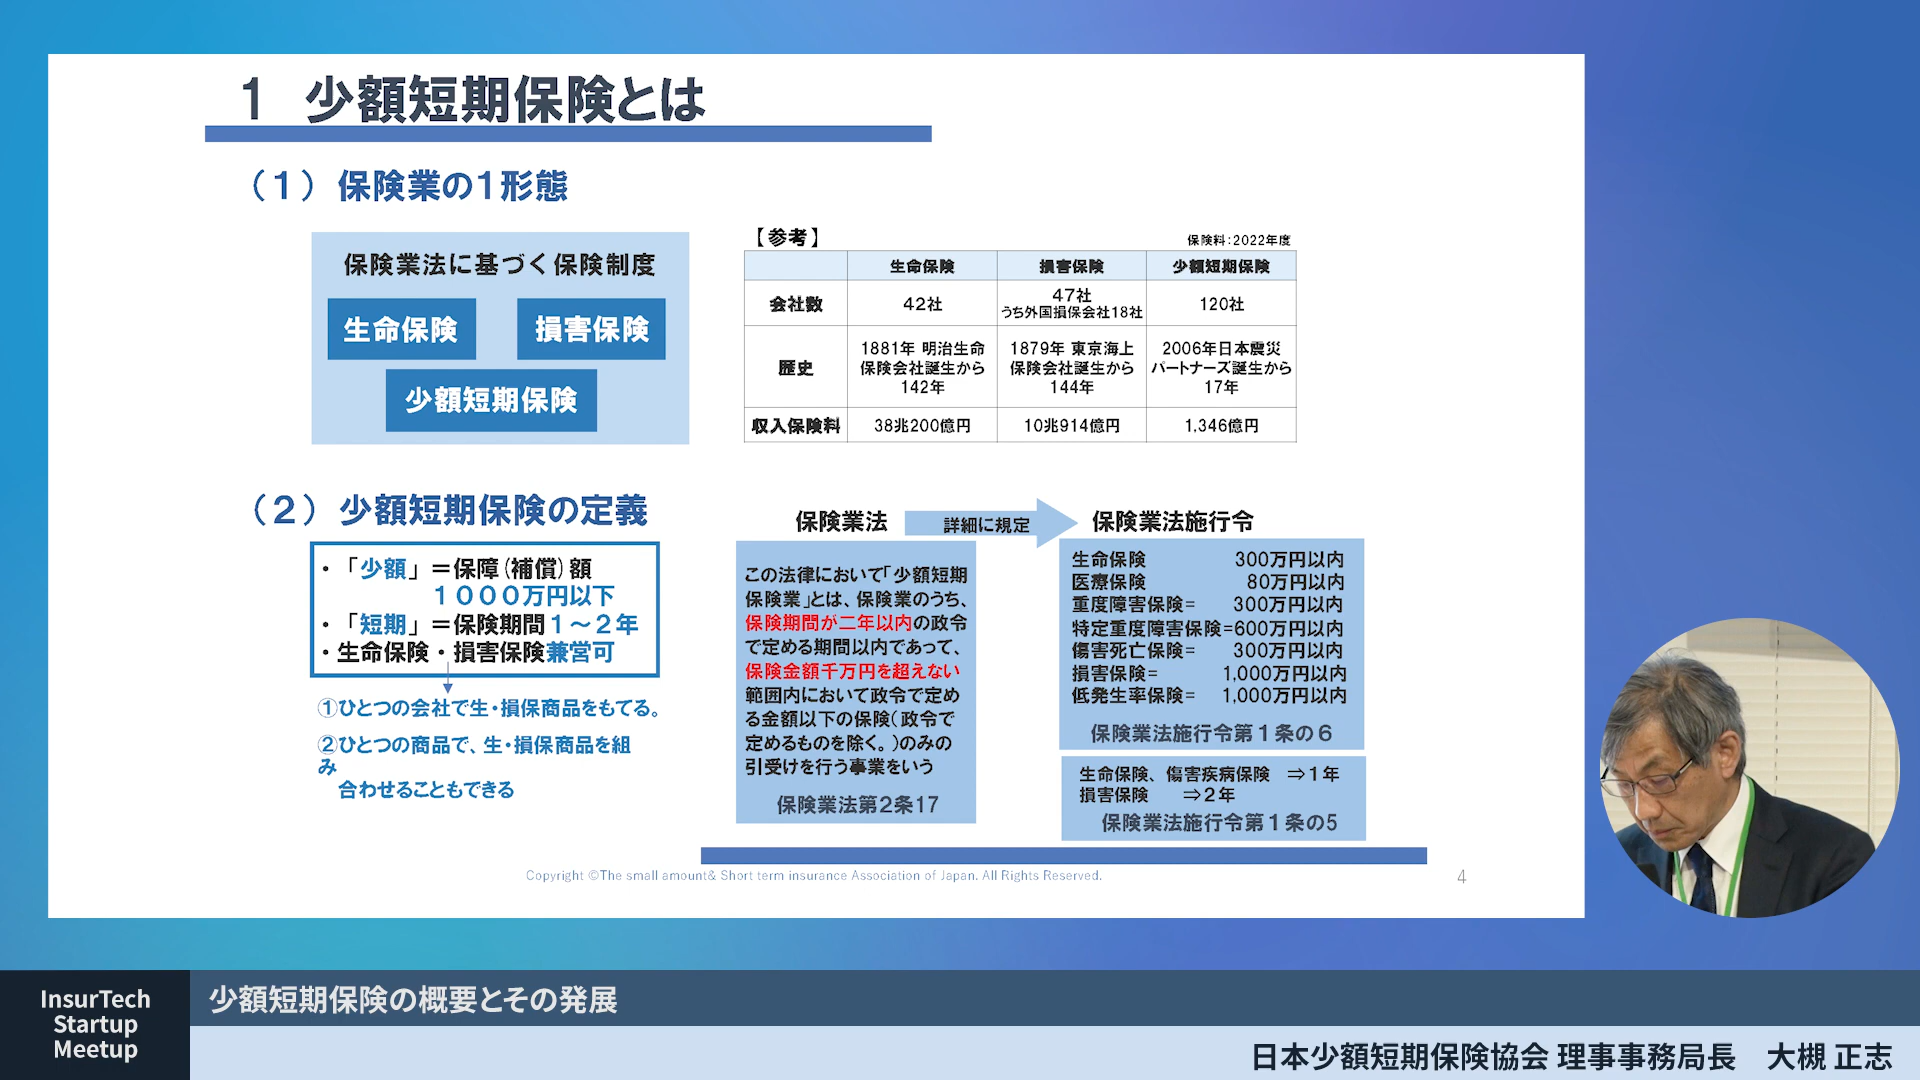 1 少額短期保険とは
（1）保険業の1形態
保険業法に基づく保険制度
生命保険
損害保険
少額短期保険
【参考】
保険料：2022年度
生命保険 損害保険 少額短期保険
会社数 42社 47社 うち外国損保会社18社 120社
歴史
1881年 明治生命
保険会社誕生から
142年
1879年 東京海上
保険会社誕生から
144年
2006年日本震災
パートナーズ誕生から
17年
収入保険料 38兆200億円 10兆914億円 1,346億円
（2）少額短期保険の定義
・「少額」＝保障(補償)額
１０００万円以下
・「短期」＝保険期間１～２年
・生命保険・損害保険兼営可
①ひとつの会社で生・損保商品をもてる。
②ひとつの商品で、生・損保商品を組
み
合わせることもできる
保険業法
詳細に規定
保険業法施行令
この法律において「少額短期
保険業」とは、保険業のうち、
保険期間が二年以内の政令
で定める期間以内であって、
保険金額千万円を超えない
範囲内において政令で定め
る金額以下の保険（政令で
定めるものを除く。）のみの
引受けを行う事業をいう
保険業法第2条17
生命保険 300万円以内
医療保険 80万円以内
重度障害保険= 300万円以内
特定重度障害保険=600万円以内
傷害死亡保険= 300万円以内
損害保険= 1,000万円以内
低発生率保険= 1,000万円以内
保険業法施行令第１条の６
生命保険、傷害疾病保険 ⇒１年
損害保険 ⇒２年
保険業法施行令第１条の5
Copyright ©The small amount& Short term insurance Association of Japan. All Rights Reserved.
4
InsurTech
Startup
Meetup
少額短期保険の概要とその発展
日本少額短期保険協会 理事事務局長 大槻 正志